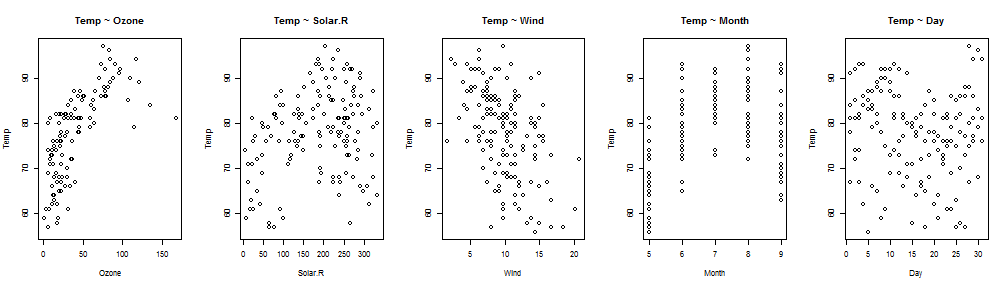 Temp ~ Ozone
Temp
60 70 80 90
0 50 100 150
Ozone
Temp ~ Solar.R
Temp
60 70 80 90
0 50 100 150 200 250 300
Solar.R
Temp ~ Wind
Temp
60 70 80 90
5 10 15 20
Wind
Temp ~ Month
Temp
60 70 80 90
5 6 7 8 9
Month
Temp ~ Day
Temp
60 70 80 90
0 5 10 15 20 25 30
Day